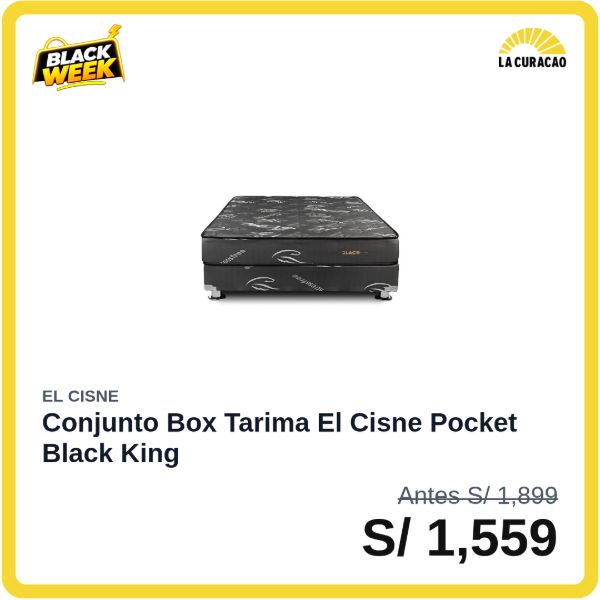 BLACK
WEEK
LA CURACAO
BLACK
EL CISNE
Conjunto Box Tarima El Cisne Pocket
Black King
Antes S/ 1,899
S/ 1,559